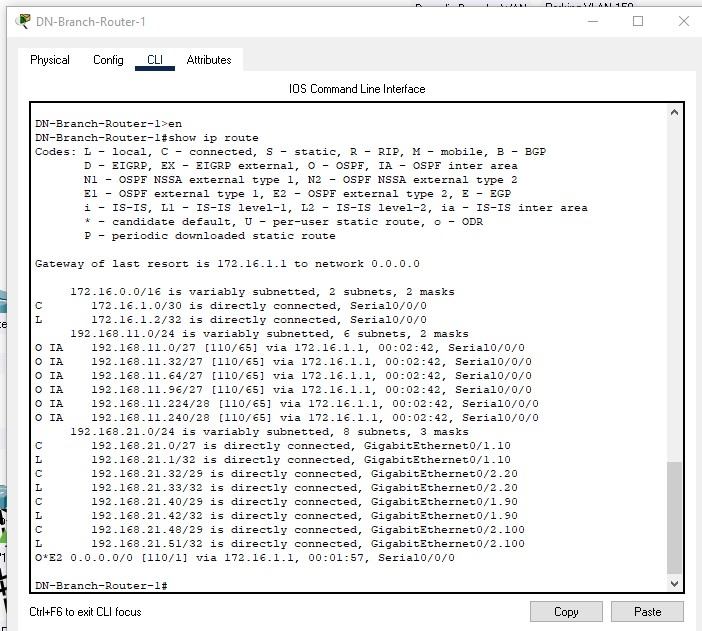 DN-Branch-Router-1
Physical Config CLI Attributes
IOS Command Line Interface
DN-Branch-Router-1>en
DN-Branch-Router-1#show ip route
Codes: L - local, C - connected, S - static, R - RIP, M - mobile, B - BGP
D - EIGRP, EX - EIGRP external, O - OSPF, IA - OSPF inter area
N1 - OSPF NSSA external type 1, N2 - OSPF NSSA external type 2
E1 - OSPF external type 1, E2 - OSPF external type 2, E - EGP
i - IS-IS, L1 - IS-IS level-1, L2 - IS-IS level-2, ia - IS-IS inter area
* - candidate default, U - per-user static route, o - ODR
P - periodic downloaded static route
Gateway of last resort is 172.16.1.1 to network 0.0.0.0
172.16.0.0/16 is variably subnetted, 2 subnets, 2 masks
C 172.16.1.0/30 is directly connected, Serial0/0/0
L 172.16.1.2/32 is directly connected, Serial0/0/0
192.168.11.0/24 is variably subnetted, 6 subnets, 2 masks
O IA 192.168.11.0/27 [110/65] via 172.16.1.1, 00:02:42, Serial0/0/0
O IA 192.168.11.32/27 [110/65] via 172.16.1.1, 00:02:42, Serial0/0/0
O IA 192.168.11.64/27 [110/65] via 172.16.1.1, 00:02:42, Serial0/0/0
O IA 192.168.11.96/27 [110/65] via 172.16.1.1, 00:02:42, Serial0/0/0
O IA 192.168.11.224/28 [110/65] via 172.16.1.1, 00:02:42, Serial0/0/0
O IA 192.168.11.240/28 [110/65] via 172.16.1.1, 00:02:42, Serial0/0/0
192.168.21.0/24 is variably subnetted, 8 subnets, 3 masks
C 192.168.21.0/27 is directly connected, GigabitEthernet0/1.10
L 192.168.21.1/32 is directly connected, GigabitEthernet0/1.10
C 192.168.21.32/29 is directly connected, GigabitEthernet0/2.20
L 192.168.21.33/32 is directly connected, GigabitEthernet0/2.20
C 192.168.21.40/29 is directly connected, GigabitEthernet0/1.90
L 192.168.21.42/32 is directly connected, GigabitEthernet0/1.90
C 192.168.21.48/29 is directly connected, GigabitEthernet0/2.100
L 192.168.21.51/32 is directly connected, GigabitEthernet0/2.100
O*E2 0.0.0.0/0 [110/1] via 172.16.1.1, 00:01:57, Serial0/0/0
DN-Branch-Router-1#
Ctrl+F6 to exit CLI focus
Copy Paste